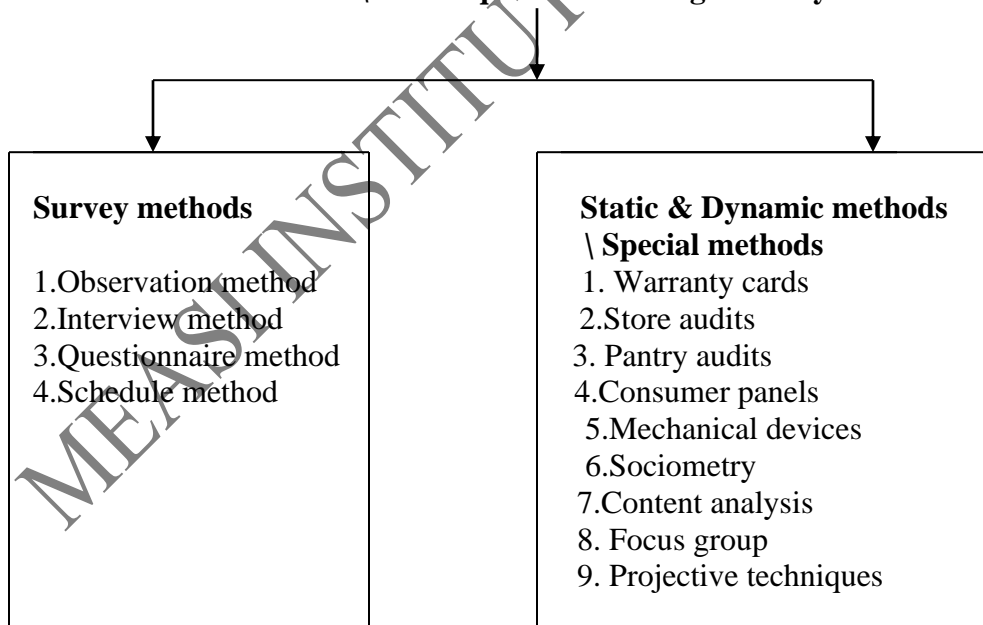 Survey methods
1.Observation method
2.Interview method
3.Questionnaire method
4.Schedule method
Static & Dynamic methods
\ Special methods
1. Warranty cards
2.Store audits
3. Pantry audits
4.Consumer panels
5.Mechanical devices
6.Sociometry
7.Content analysis
8. Focus group
9. Projective techniques
MEASI INSTITUT